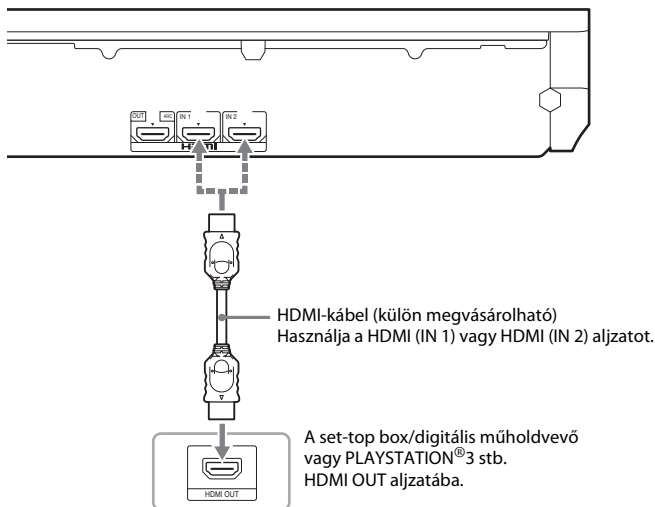 OUT ARC IN 1 IN 2
HDMI
HDMI-kábel (külön megvásárolható)
Használja a HDMI (IN 1) vagy HDMI (IN 2) aljzatot.
A set-top box/digitális műholdvevő
vagy PLAYSTATION®3 stb.
HDMI OUT aljzatába.
HDMI OUT